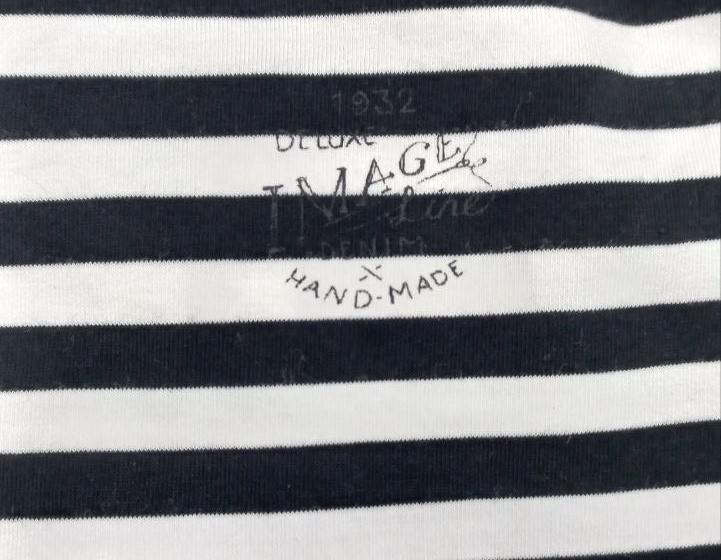 1932
DELUXE
IMAGE
Line
DENIM
HAND-MADE